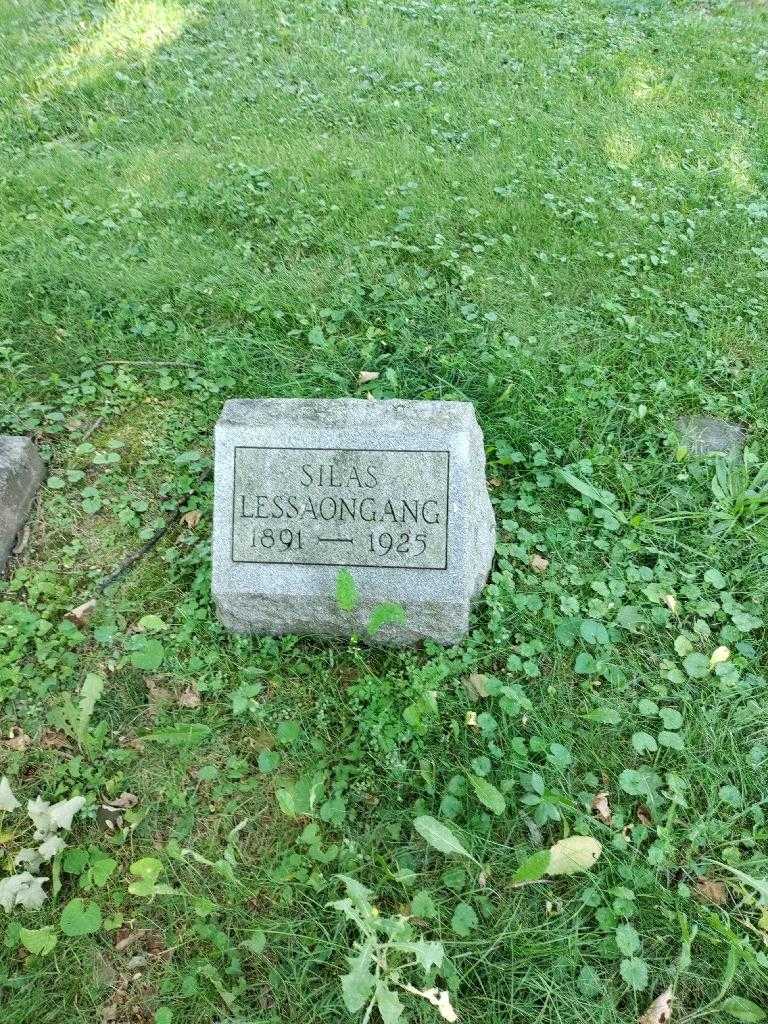 SILAS
LESSAONGANG
1891 — 1925